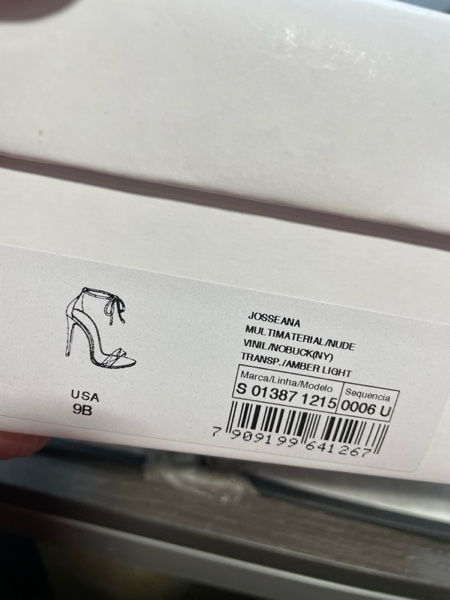 USA
9B
JOSSEANA
MULTIMATERIAL/NUDE
VINIL/NOBUCK(NY)
TRANSP./AMBER LIGHT
Marca/Linha/Modelo Sequencia
S 01387 1215 0006 U
7 909199 641267